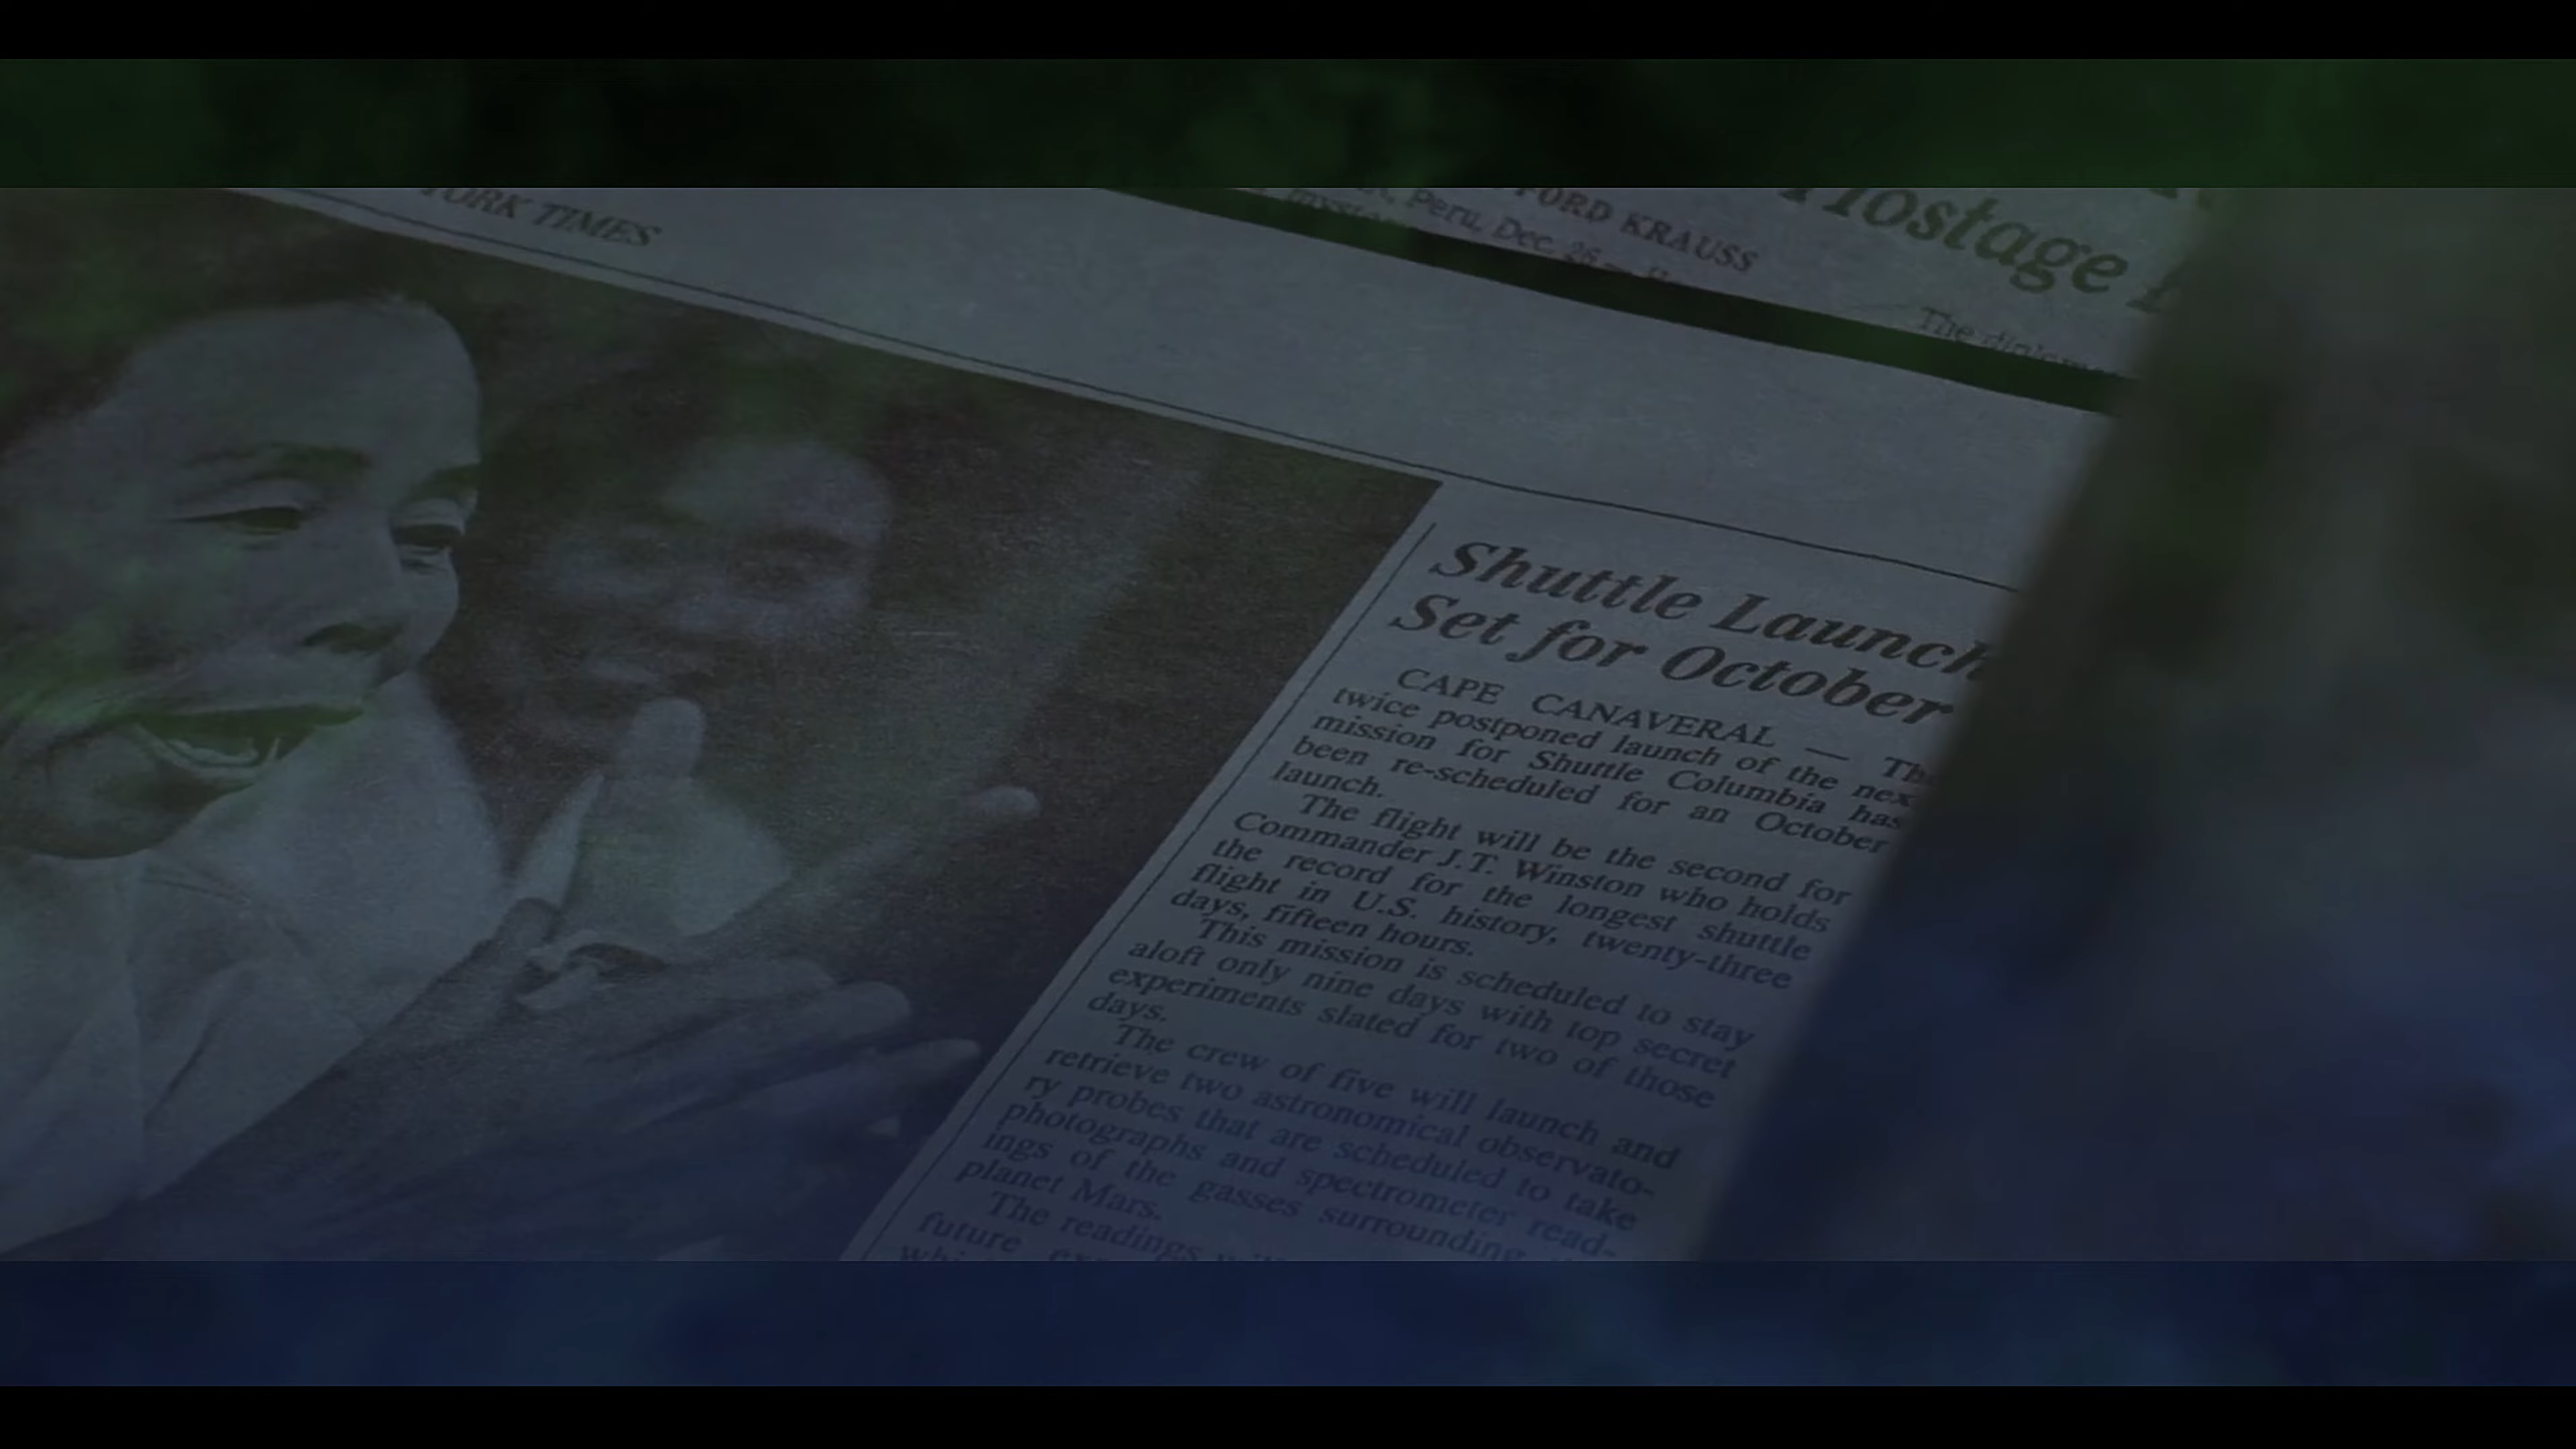 YORK TIMES
FORD KRAUSS
Peru, Dec. 26 —
Hostage
The
Shuttle Launch
Set for October
CAPE CANAVERAL — The
twice postponed launch of the next
mission for Shuttle Columbia has
been re-scheduled for an October
launch.
The flight will be the second for
Commander J.T. Winston who holds
the record for the longest shuttle
flight in U.S. history, twenty-three
days, fifteen hours.
This mission is scheduled to stay
aloft only nine days with top secret
experiments slated for two of those
days.
The crew of five will launch and
retrieve two astronomical observato-
ry probes that are scheduled to take
photographs and spectrometer read-
ings of the gasses surrounding
planet Mars.
The readings
future